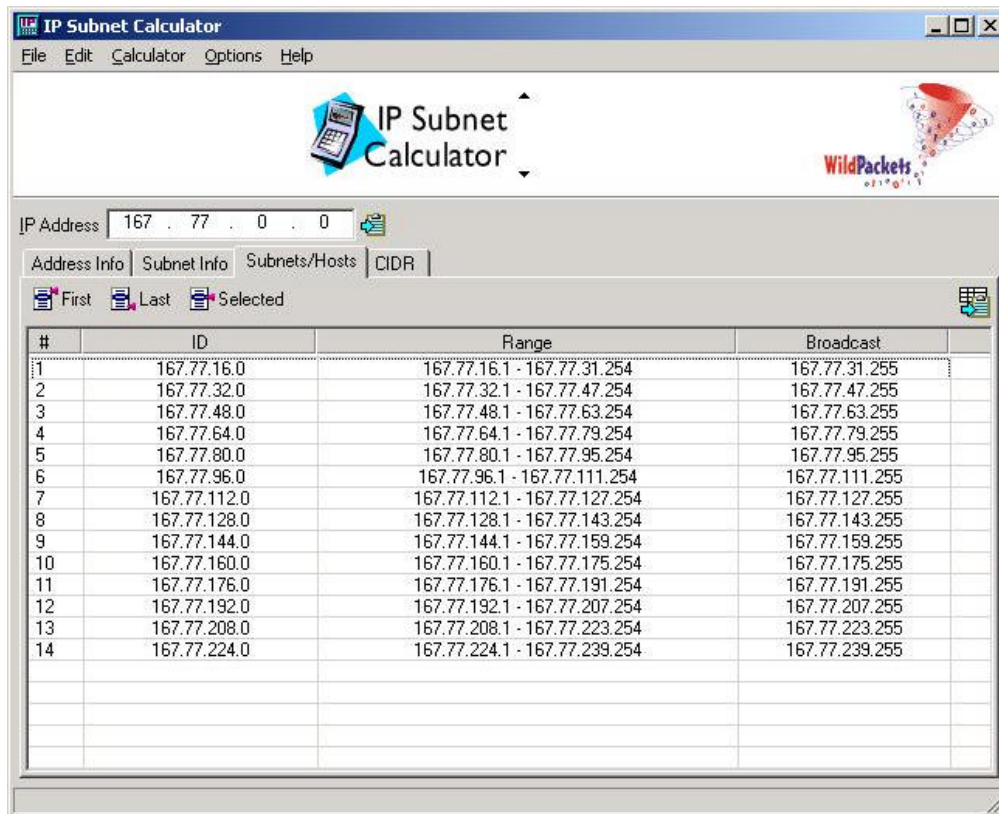 IP Subnet Calculator
File Edit Calculator Options Help
IP Subnet
Calculator
WildPackets
IP Address 167 . 77 . 0 . 0
Address Info Subnet Info Subnets/Hosts CIDR
First Last Selected
# ID Range Broadcast
1 167.77.16.0 167.77.16.1 - 167.77.31.254 167.77.31.255
2 167.77.32.0 167.77.32.1 - 167.77.47.254 167.77.47.255
3 167.77.48.0 167.77.48.1 - 167.77.63.254 167.77.63.255
4 167.77.64.0 167.77.64.1 - 167.77.79.254 167.77.79.255
5 167.77.80.0 167.77.80.1 - 167.77.95.254 167.77.95.255
6 167.77.96.0 167.77.96.1 - 167.77.111.254 167.77.111.255
7 167.77.112.0 167.77.112.1 - 167.77.127.254 167.77.127.255
8 167.77.128.0 167.77.128.1 - 167.77.143.254 167.77.143.255
9 167.77.144.0 167.77.144.1 - 167.77.159.254 167.77.159.255
10 167.77.160.0 167.77.160.1 - 167.77.175.254 167.77.175.255
11 167.77.176.0 167.77.176.1 - 167.77.191.254 167.77.191.255
12 167.77.192.0 167.77.192.1 - 167.77.207.254 167.77.207.255
13 167.77.208.0 167.77.208.1 - 167.77.223.254 167.77.223.255
14 167.77.224.0 167.77.224.1 - 167.77.239.254 167.77.239.255